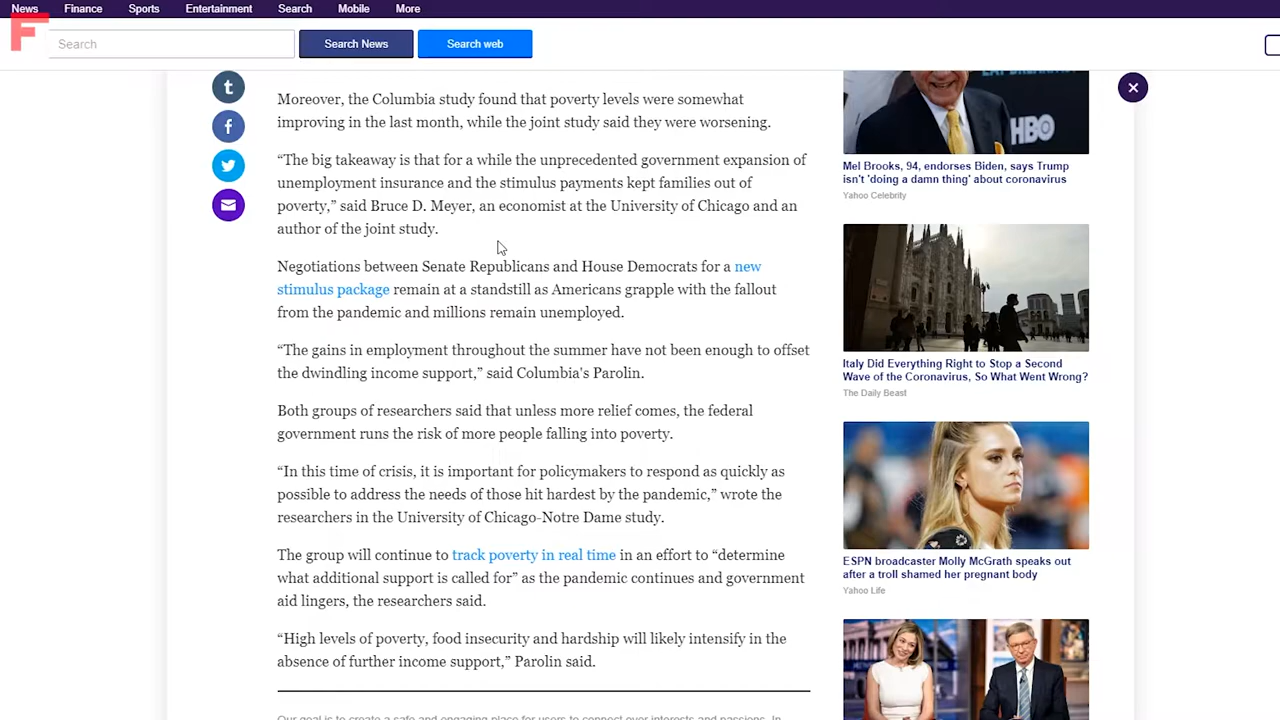 News Finance Sports Entertainment Search Mobile More
F
Search
Search News
Search web
t
f
Moreover, the Columbia study found that poverty levels were somewhat
improving in the last month, while the joint study said they were worsening.
“The big takeaway is that for a while the unprecedented government expansion of
unemployment insurance and the stimulus payments kept families out of
poverty,” said Bruce D. Meyer, an economist at the University of Chicago and an
author of the joint study.
Negotiations between Senate Republicans and House Democrats for a new
stimulus package remain at a standstill as Americans grapple with the fallout
from the pandemic and millions remain unemployed.
“The gains in employment throughout the summer have not been enough to offset
the dwindling income support,” said Columbia's Parolin.
Both groups of researchers said that unless more relief comes, the federal
government runs the risk of more people falling into poverty.
“In this time of crisis, it is important for policymakers to respond as quickly as
possible to address the needs of those hit hardest by the pandemic,” wrote the
researchers in the University of Chicago-Notre Dame study.
The group will continue to track poverty in real time in an effort to “determine
what additional support is called for” as the pandemic continues and government
aid lingers, the researchers said.
“High levels of poverty, food insecurity and hardship will likely intensify in the
absence of further income support,” Parolin said.
Our goal is to create a safe and engaging place for users to connect over interests and passions. In
HBO
Mel Brooks, 94, endorses Biden, says Trump
isn't 'doing a damn thing' about coronavirus
Yahoo Celebrity
Italy Did Everything Right to Stop a Second
Wave of the Coronavirus, So What Went Wrong?
The Daily Beast
ESPN broadcaster Molly McGrath speaks out
after a troll shamed her pregnant body
Yahoo Life